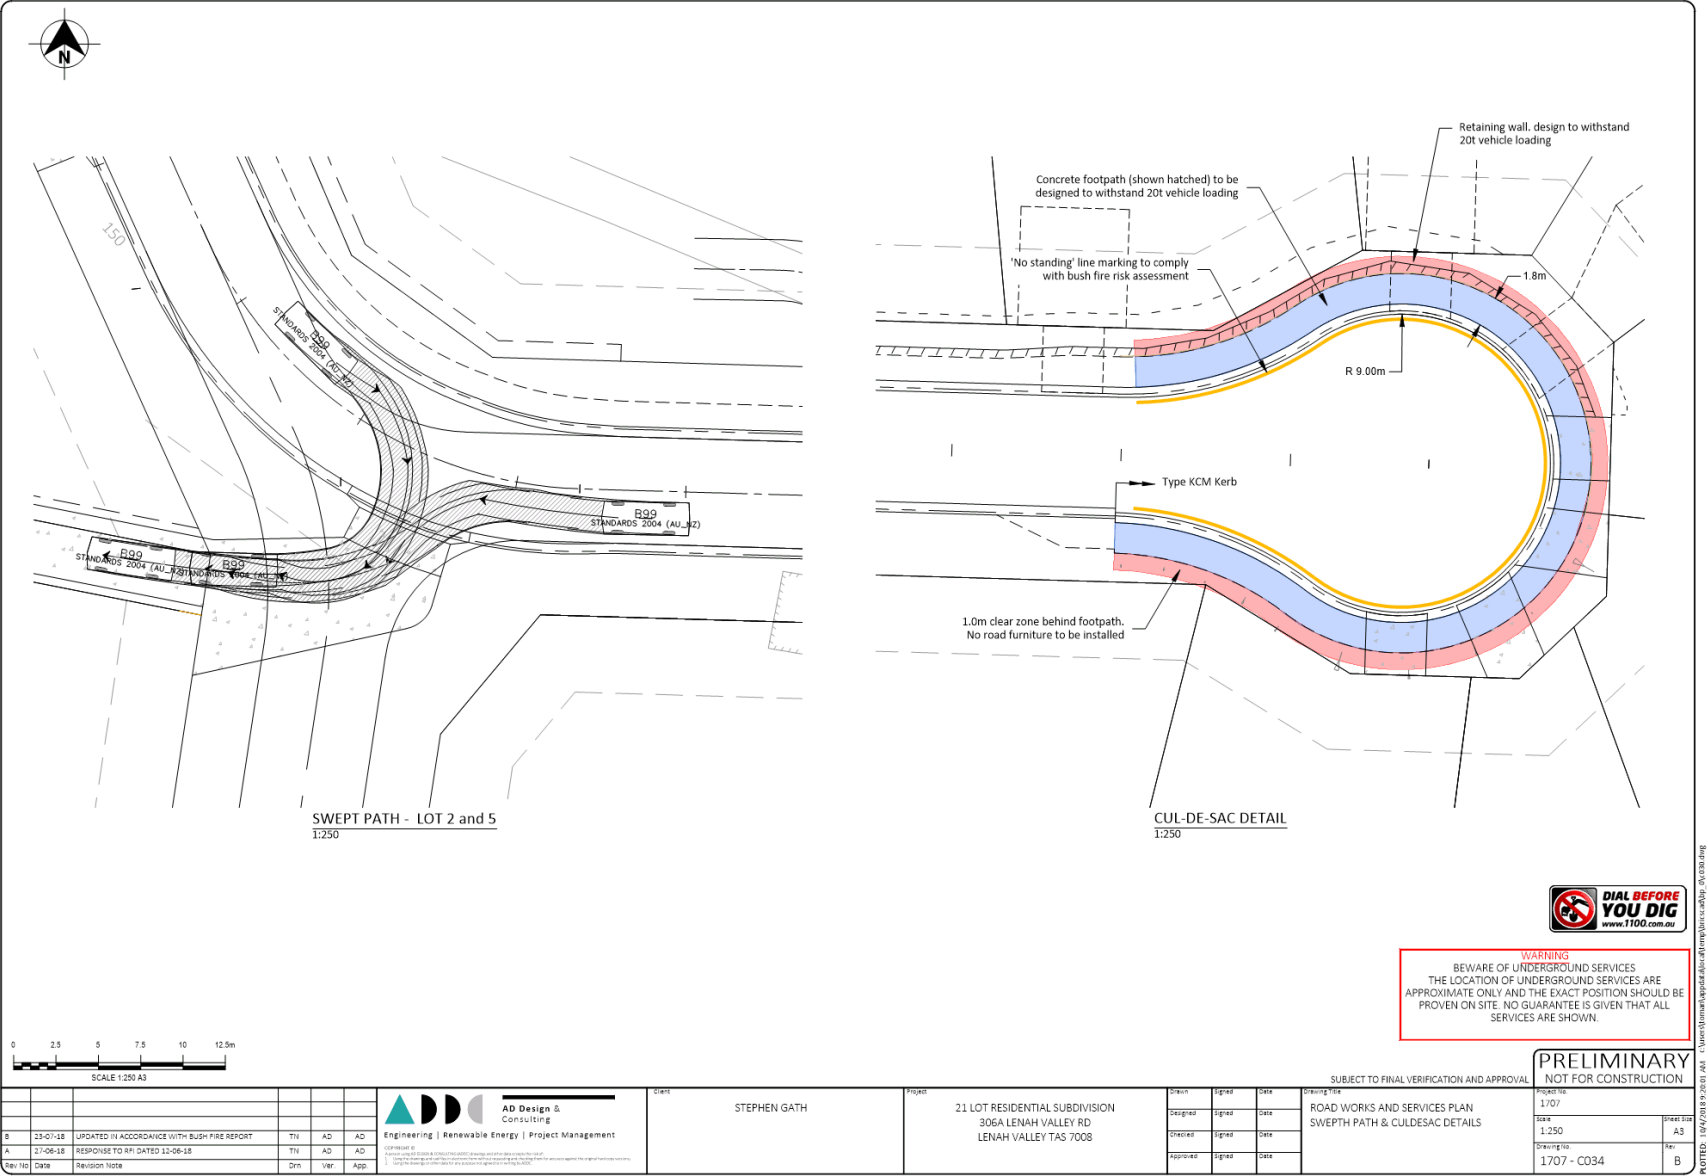 N
150
B99
STANDARDS 2004 (AU_NZ)
B99
STANDARDS 2004 (AU_NZ)
B99
STANDARDS 2004 (AU_NZ)
B99
STANDARDS 2004 (AU_NZ)
SWEPT PATH - LOT 2 and 5
1:250
Retaining wall. design to withstand
20t vehicle loading
Concrete footpath (shown hatched) to be
designed to withstand 20t vehicle loading
'No standing' line marking to comply
with bush fire risk assessment
1.8m
R 9.00m
Type KCM Kerb
1.0m clear zone behind footpath.
No road furniture to be installed
CUL-DE-SAC DETAIL
1:250
DIAL BEFORE
YOU DIG
www.1100.com.au
WARNING
BEWARE OF UNDERGROUND SERVICES
THE LOCATION OF UNDERGROUND SERVICES ARE
APPROXIMATE ONLY AND THE EXACT POSITION SHOULD BE
PROVEN ON SITE. NO GUARANTEE IS GIVEN THAT ALL
SERVICES ARE SHOWN.
0 2.5 5 7.5 10 12.5m
SCALE 1:250 A3
SUBJECT TO FINAL VERIFICATION AND APPROVAL
PRELIMINARY
NOT FOR CONSTRUCTION
B 23-07-18 UPDATED IN ACCORDANCE WITH BUSH FIRE REPORT TN AD AD
A 27-06-18 RESPONSE TO RFI DATED 12-06-18 TN AD AD
Rev No Date Revision Note Drn Ver App.
AD Design &
Consulting
Engineering | Renewable Energy | Project Management
COPYRIGHT ©
Client
STEPHEN GATH
Project
21 LOT RESIDENTIAL SUBDIVISION
306A LENAH VALLEY RD
LENAH VALLEY TAS 7008
Drawn Signed Date
Designed Signed Date
Checked Signed Date
Approved Signed Date
Drawing Title
ROAD WORKS AND SERVICES PLAN
SWEPTH PATH & CULDESAC DETAILS
Project No.
1707
Scale
1:250
Sheet Size
A3
Drawing No.
1707 - C034
Rev
B
PLOTTED: 10/4/2018 9:20:01 AM